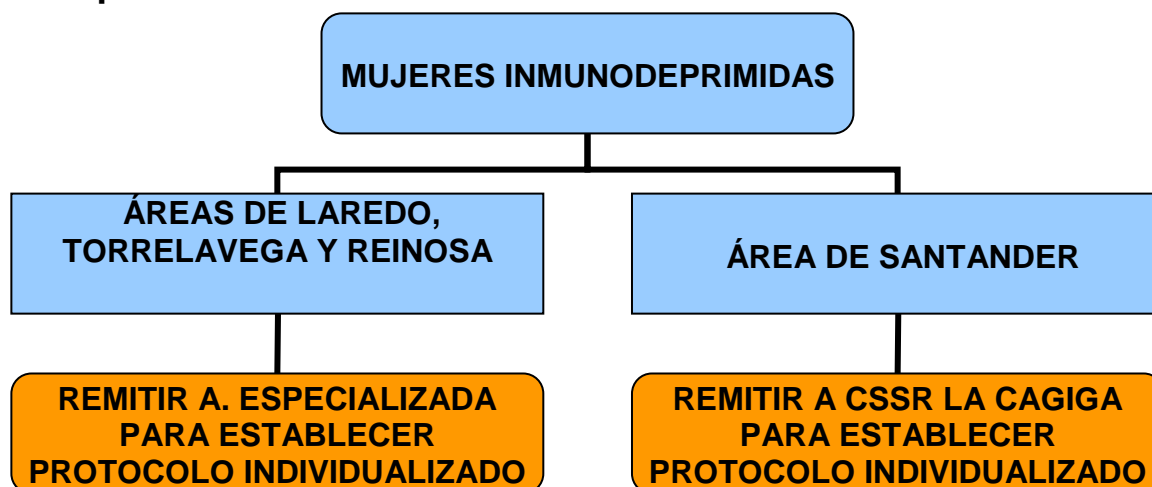 MUJERES INMUNODEPRIMIDAS
ÁREAS DE LAREDO,
TORRELAVEGA Y REINOSA
ÁREA DE SANTANDER
REMITIR A. ESPECIALIZADA
PARA ESTABLECER
PROTOCOLO INDIVIDUALIZADO
REMITIR A CSSR LA CAGIGA
PARA ESTABLECER
PROTOCOLO INDIVIDUALIZADO